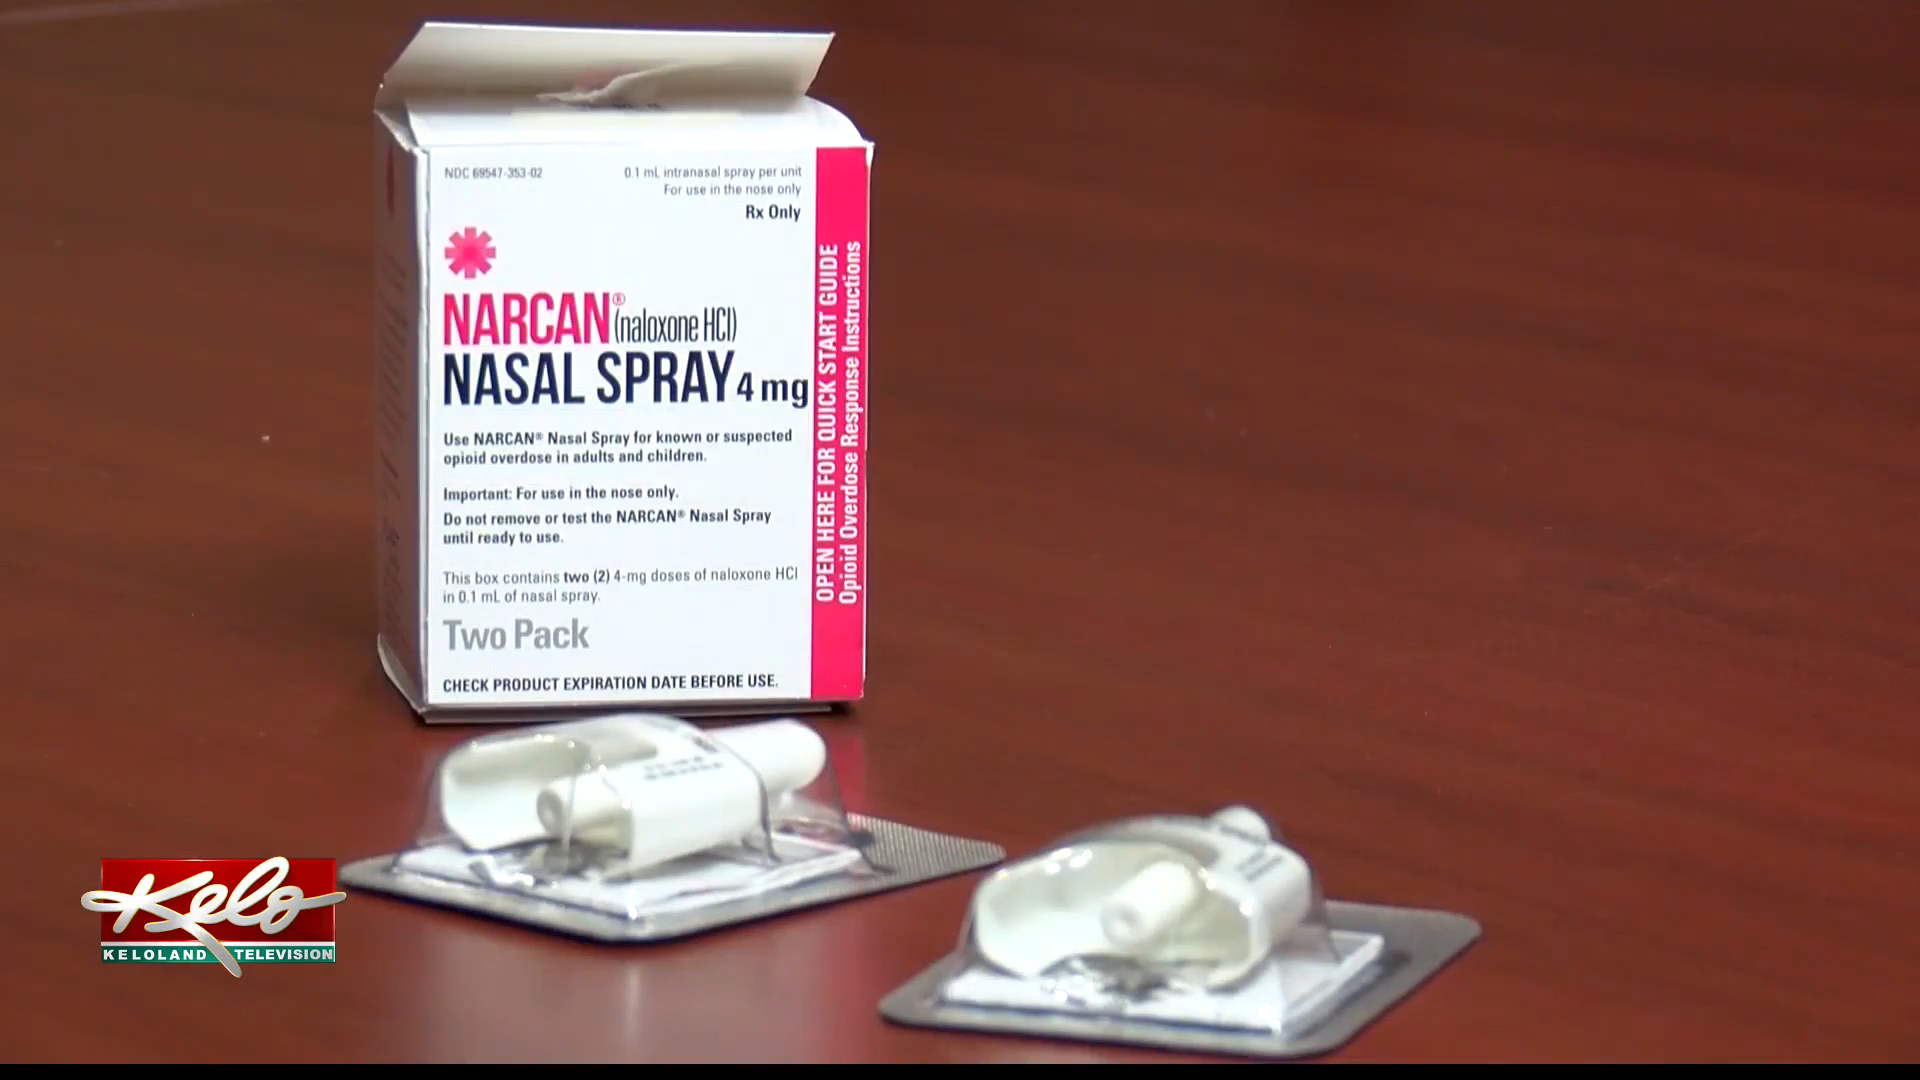 NDC 69547-353-02
0.1 mL intranasal spray per unit
For use in the nose only
Rx Only
NARCAN® (naloxone HCl)
NASAL SPRAY 4 mg
Use NARCAN® Nasal Spray for known or suspected
opioid overdose in adults and children.
Important: For use in the nose only.
Do not remove or test the NARCAN® Nasal Spray
until ready to use.
This box contains two (2) 4-mg doses of naloxone HCl
in 0.1 mL of nasal spray.
Two Pack
CHECK PRODUCT EXPIRATION DATE BEFORE USE.
OPEN HERE FOR QUICK START GUIDE
Opioid Overdose Response Instructions
Kelo
KELOLAND TELEVISION